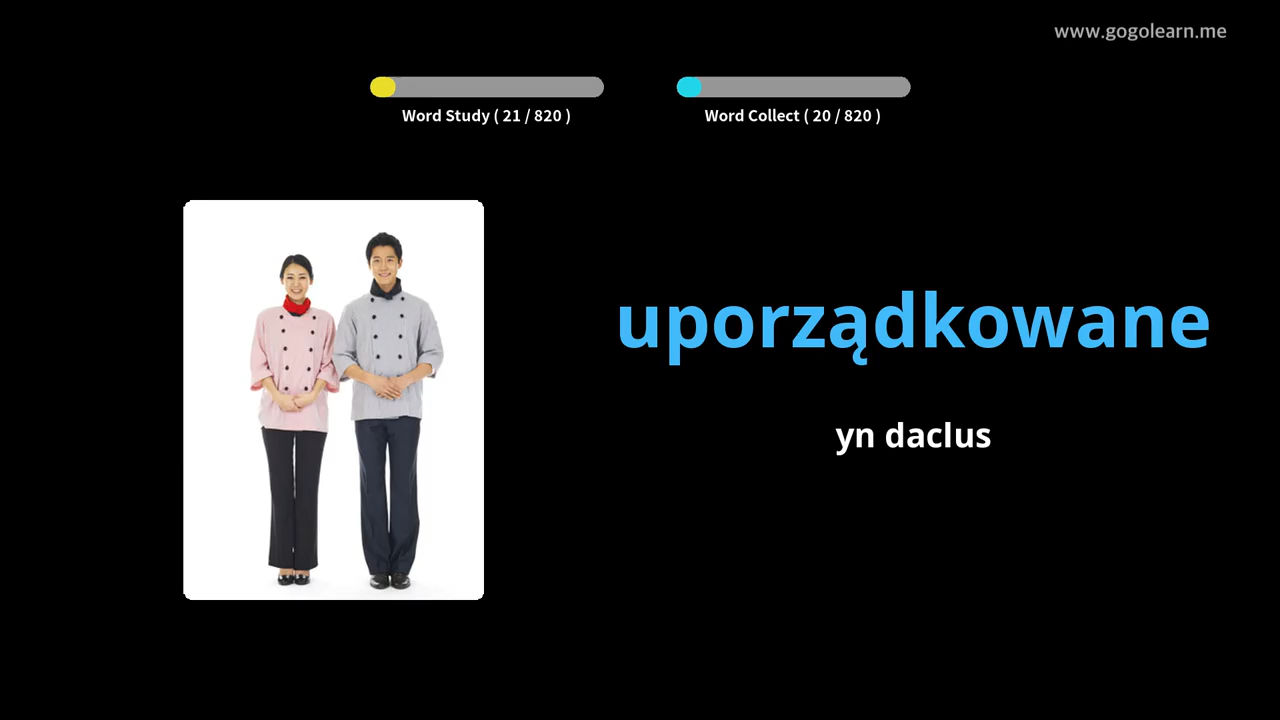 www.gogolearn.me
Word Study ( 21 / 820 )
Word Collect ( 20 / 820 )
uporządkowane
yn daclus